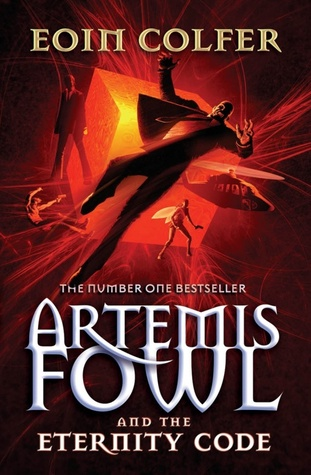 EOIN COLFER
THE NUMBER ONE BESTSELLER
ARTEMIS
FOWL
AND THE
ETERNITY CODE